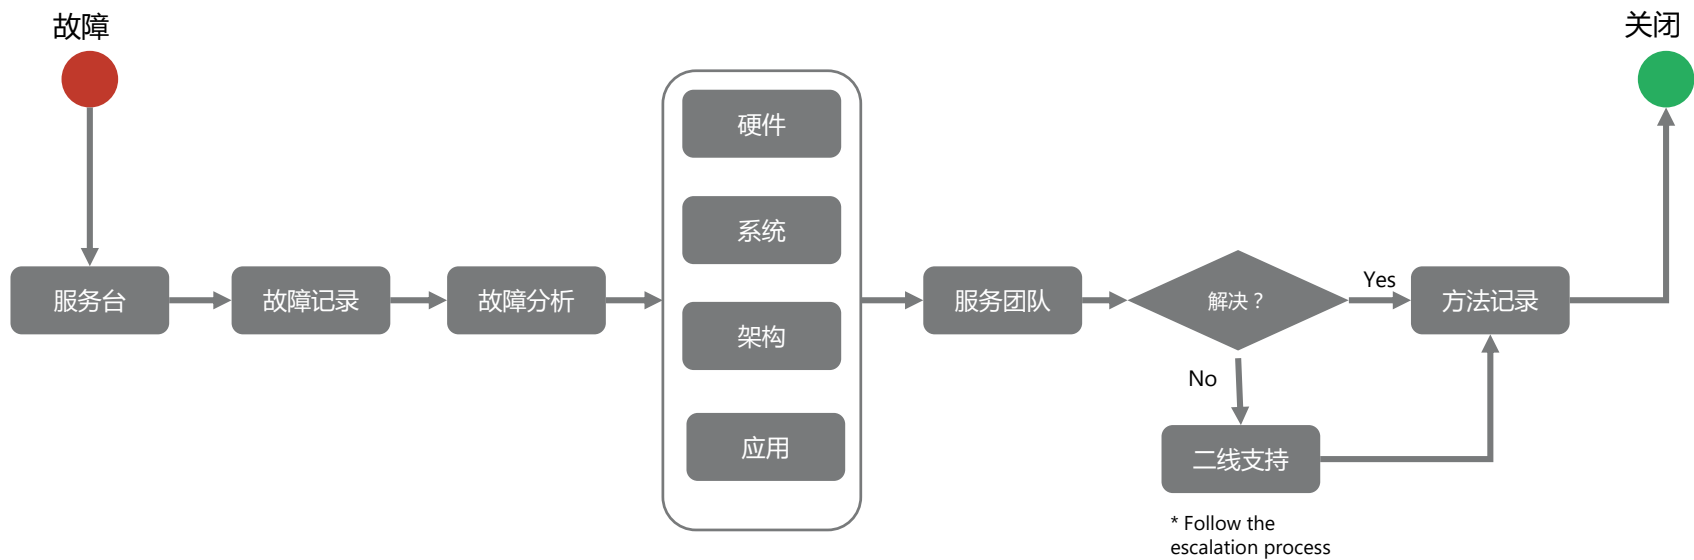 故障
关闭
硬件
系统
架构
应用
服务台
故障记录
故障分析
服务团队
解决？
Yes
方法记录
No
二线支持
* Follow the
escalation process